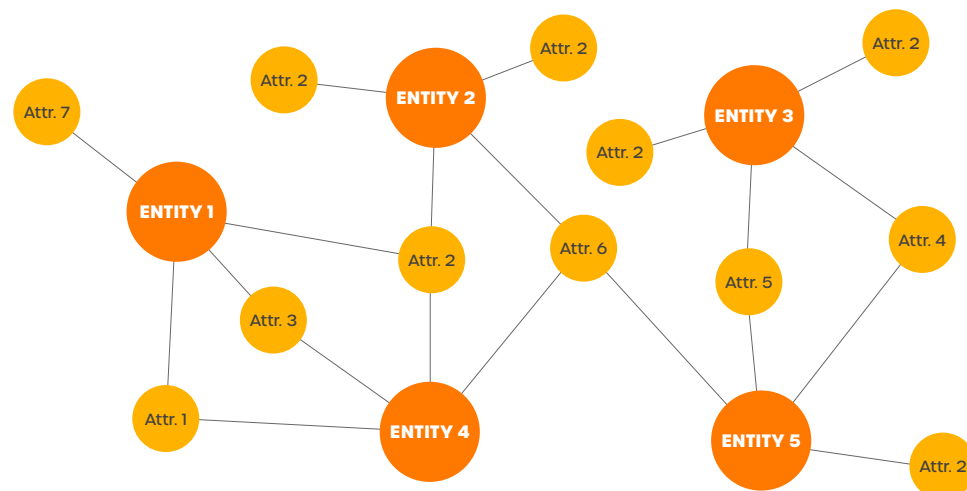 Attr. 2
Attr. 2
Attr. 2
ENTITY 2
Attr. 7
ENTITY 3
Attr. 2
ENTITY 1
Attr. 4
Attr. 6
Attr. 2
Attr. 5
Attr. 3
Attr. 1
ENTITY 4
ENTITY 5
Attr. 2